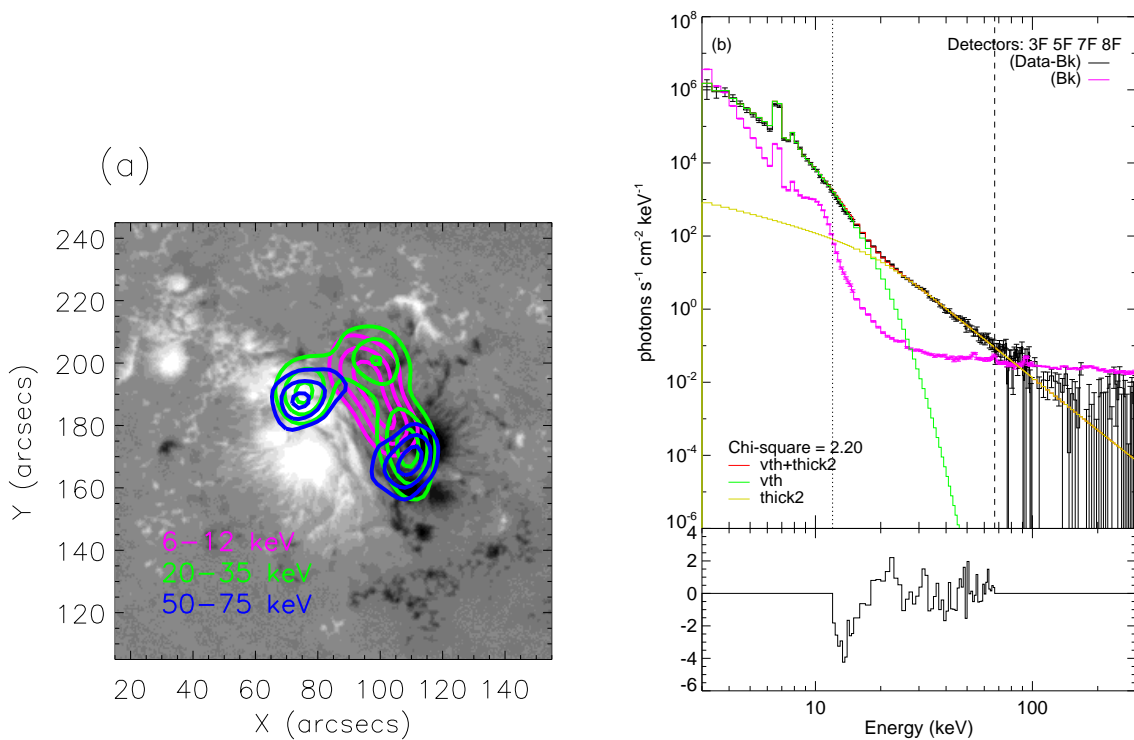 (a)
240
220
200
180
160
140
120
Y (arcsecs)
6-12 keV
20-35 keV
50-75 keV
20 40 60 80 100 120 140
X (arcsecs)
(b)
Detectors: 3F 5F 7F 8F
(Data-Bk)
(Bk)
10^8
10^6
10^4
10^2
10^0
10^-2
10^-4
10^-6
photons s^-1 cm^-2 keV^-1
Chi-square = 2.20
vth+thick2
vth
thick2
4
2
0
-2
-4
-6
10 100
Energy (keV)